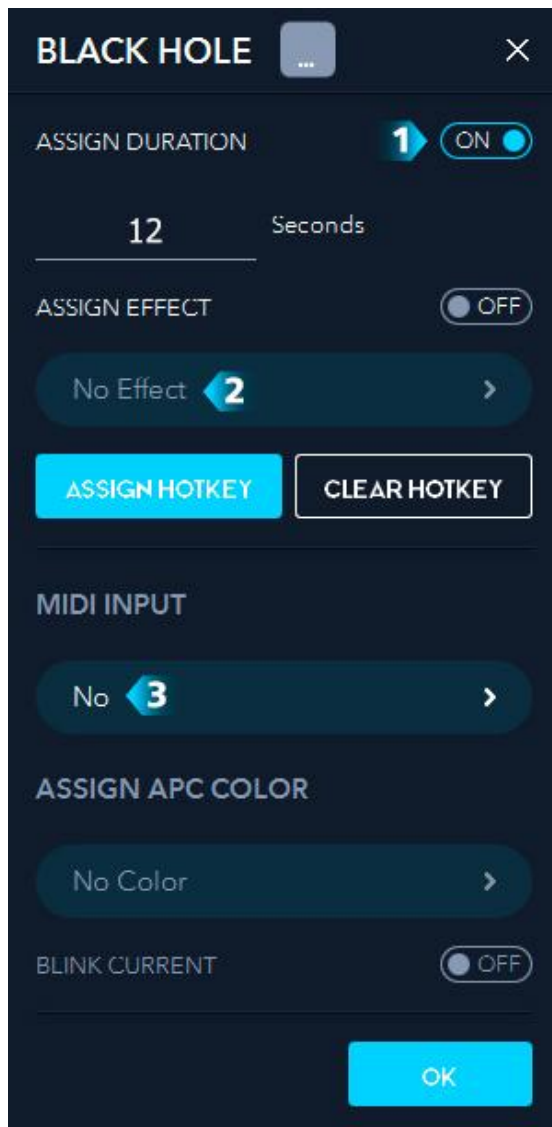 BLACK HOLE ...
ASSIGN DURATION 1 ON
12 Seconds
ASSIGN EFFECT OFF
No Effect 2
ASSIGN HOTKEY CLEAR HOTKEY
MIDI INPUT
No 3
ASSIGN APC COLOR
No Color
BLINK CURRENT OFF
OK